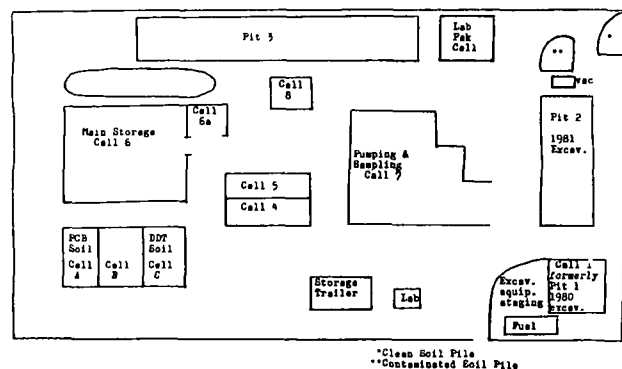 Pit 3
Lab
Pak
Cell
*
**
vac
Cell
8
Cell
6a
Main Storage
Cell 6
Pit 2
1981
Excav.
Pumping &
Sampling
Cell 7
Cell 5
Cell 4
PCB
Soil
Cell
A
Cell
B
DDT
Soil
Cell
C
Storage
Trailer
Lab
Excav.
equip.
staging
Cell 1
formerly
Pit 1
1980
excav.
Fuel
*Clean Soil Pile
**Contaminated Soil Pile